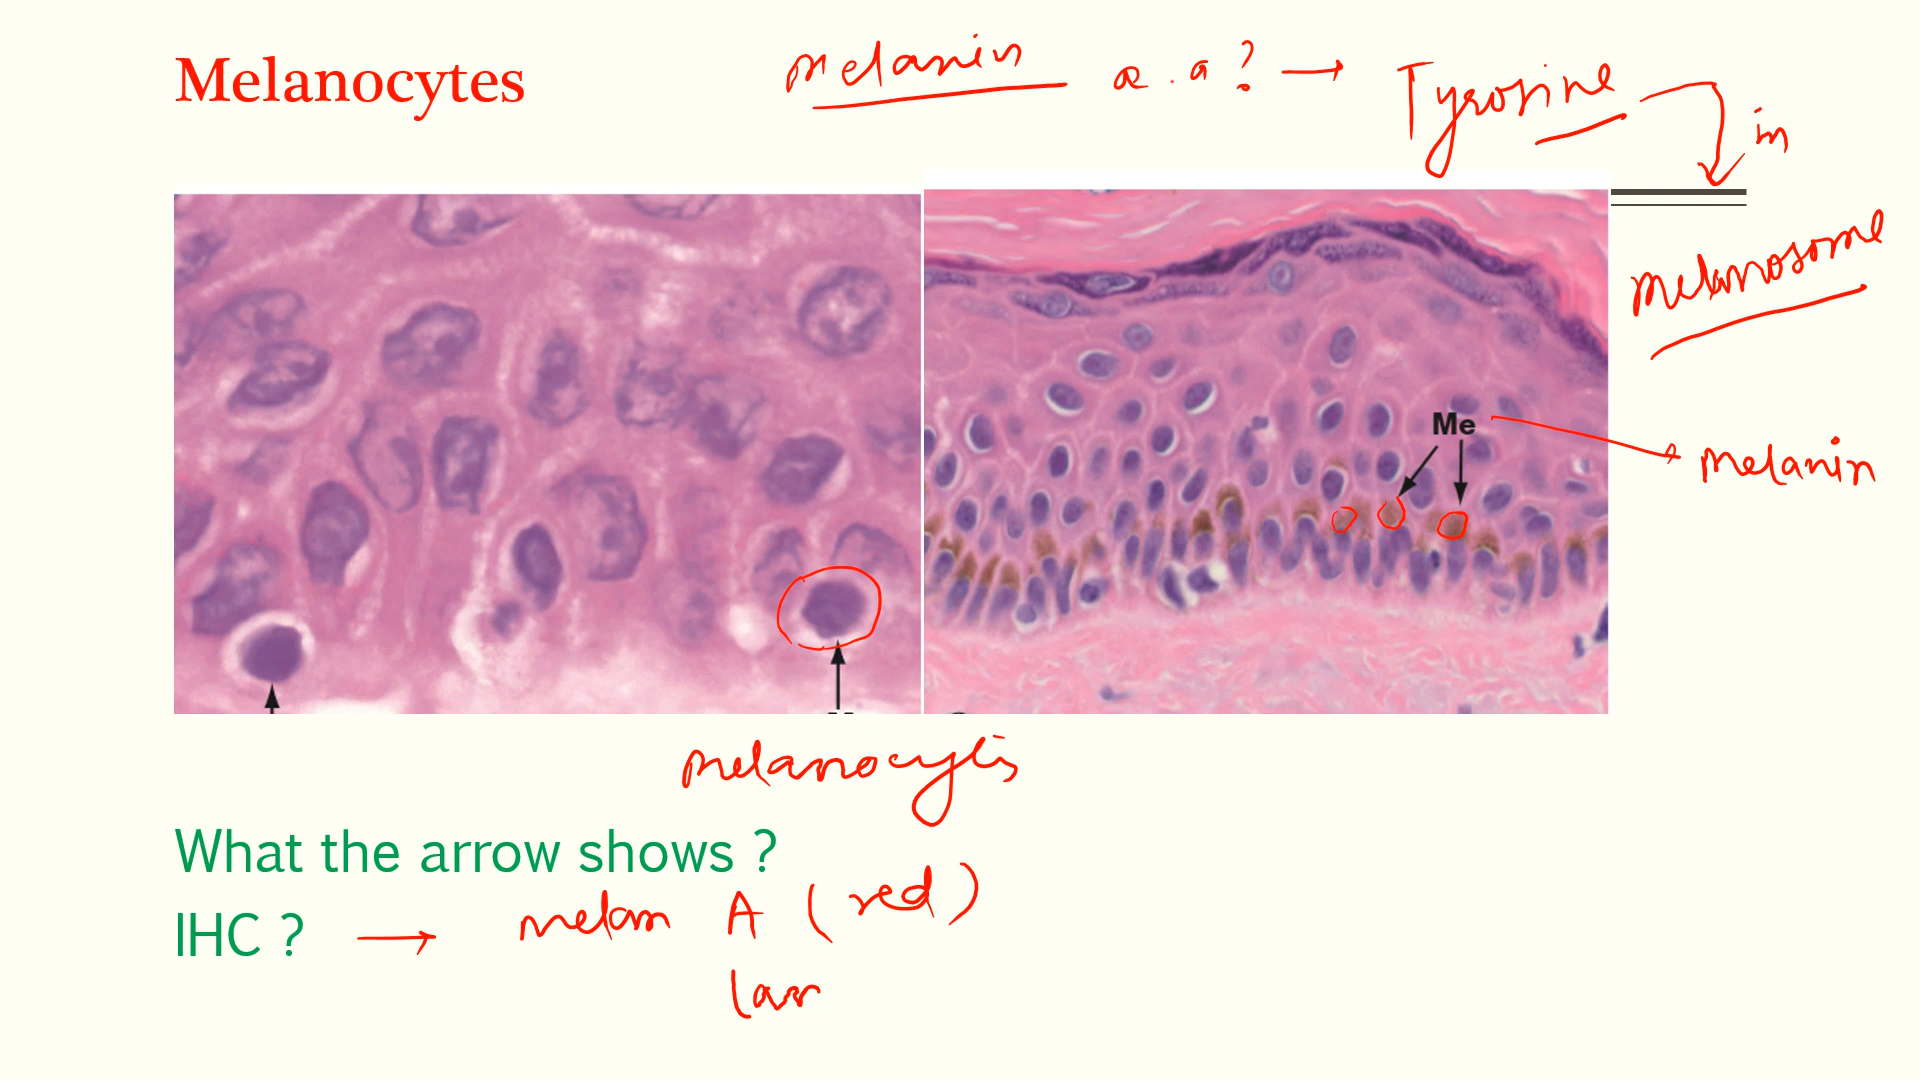 Melanocytes
Melanin a.a? → Tyrosine
in
melanosome
Me
melanin
melanocytes
What the arrow shows ?
IHC ? → melan A (red)